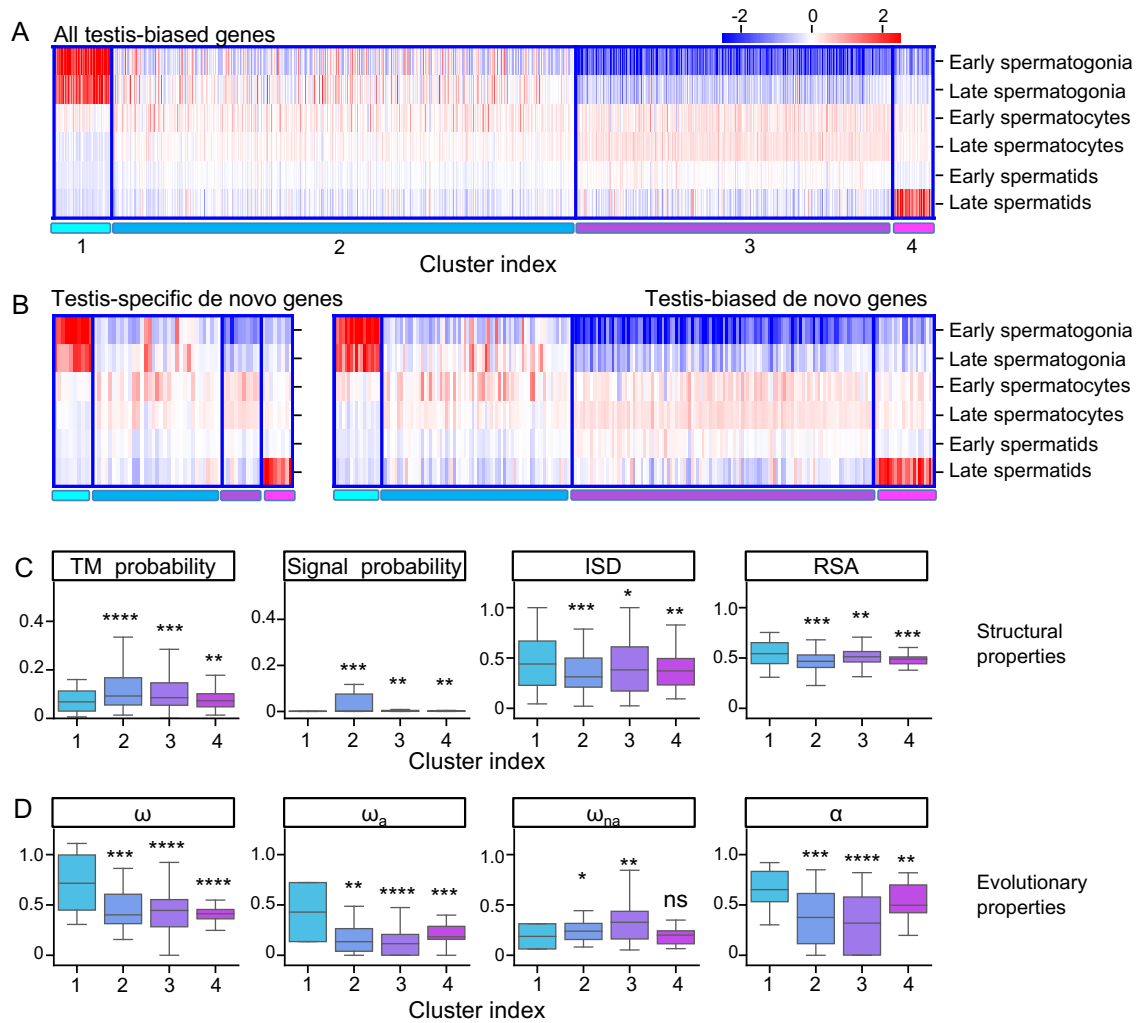 A
All testis-biased genes
-2 0 2
Early spermatogonia
Late spermatogonia
Early spermatocytes
Late spermatocytes
Early spermatids
Late spermatids
1 2 3 4
Cluster index
B
Testis-specific de novo genes
Testis-biased de novo genes
Early spermatogonia
Late spermatogonia
Early spermatocytes
Late spermatocytes
Early spermatids
Late spermatids
C
TM probability
0.4
0.2
0
**** *** **
1 2 3 4
Signal probability
0.4
0.2
0
*** ** **
1 2 3 4
ISD
1.0
0.5
0
*** * **
1 2 3 4
RSA
1.0
0.5
0
*** ** ***
1 2 3 4
Structural
properties
Cluster index
D
ω
1.0
0.5
0
*** **** ****
1 2 3 4
ωa
1.0
0.5
0
** **** ***
1 2 3 4
ωna
1.0
0.5
0
* ** ns
1 2 3 4
α
1.0
0.5
0
*** **** **
1 2 3 4
Evolutionary
properties
Cluster index